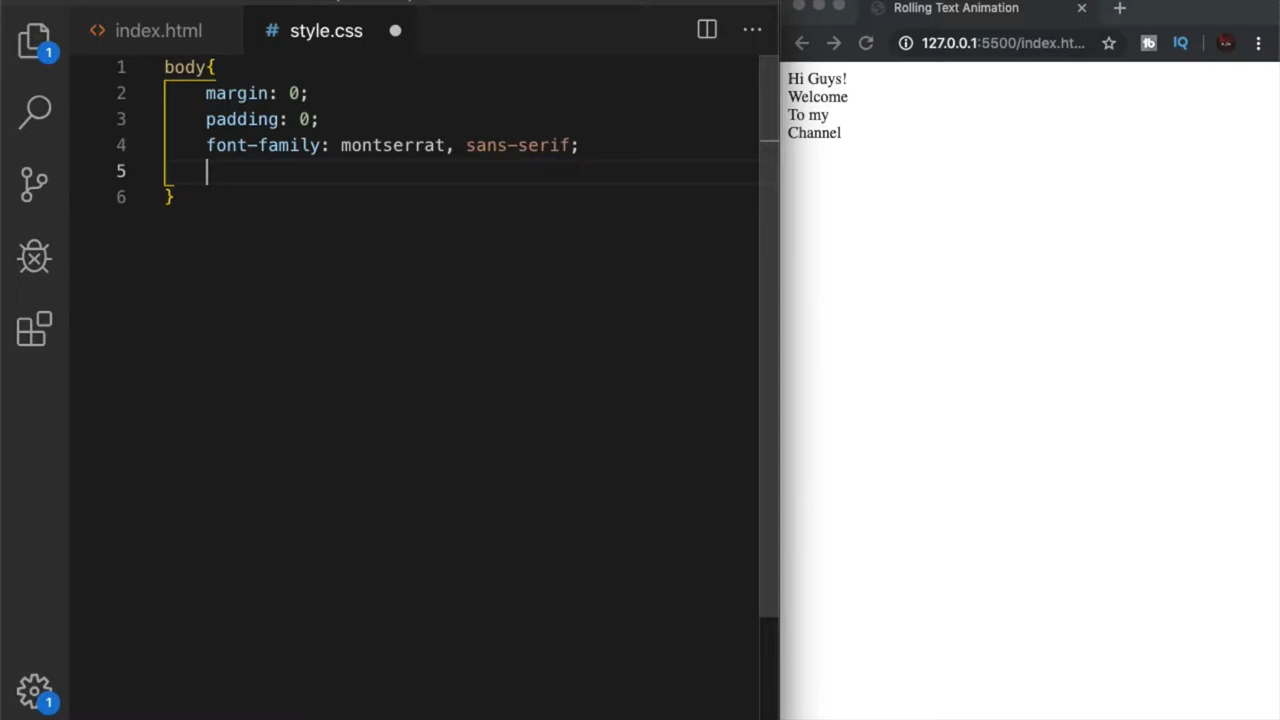 index.html
# style.css
1 body{
2 margin: 0;
3 padding: 0;
4 font-family: montserrat, sans-serif;
5
6 }
1
1
Rolling Text Animation
127.0.0.1:5500/index.ht...
tb
IQ
Hi Guys!
Welcome
To my
Channel